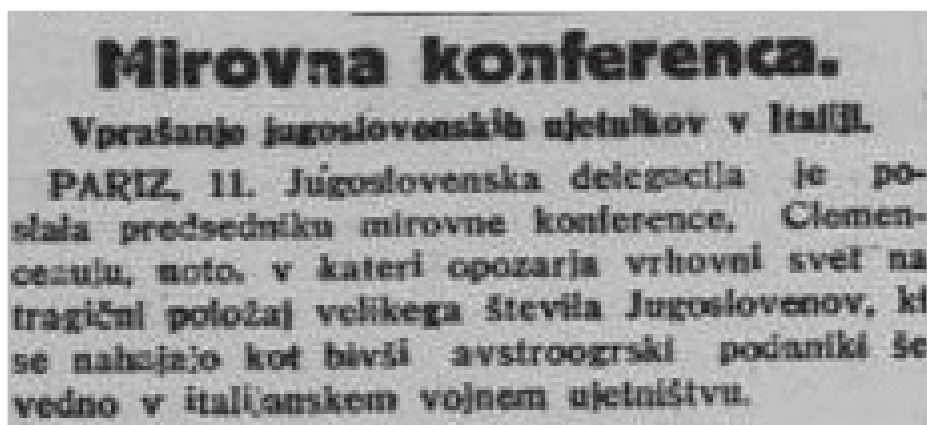 Mirovna konferenca.
Vprašanje jugoslovenskih ujetnikov v Italiji.
PARIZ, 11. Jugoslovenska delegacija je po-
slala predsedniku mirovne konference, Clemen-
ceauju, noto, v kateri opozarja vrhovni svet na
tragični položaj velikega števila Jugoslovenov, ki
se nahajajo kot bivši avstroogrski podaniki še
vedno v italijanskem vojnem ujetništvu.